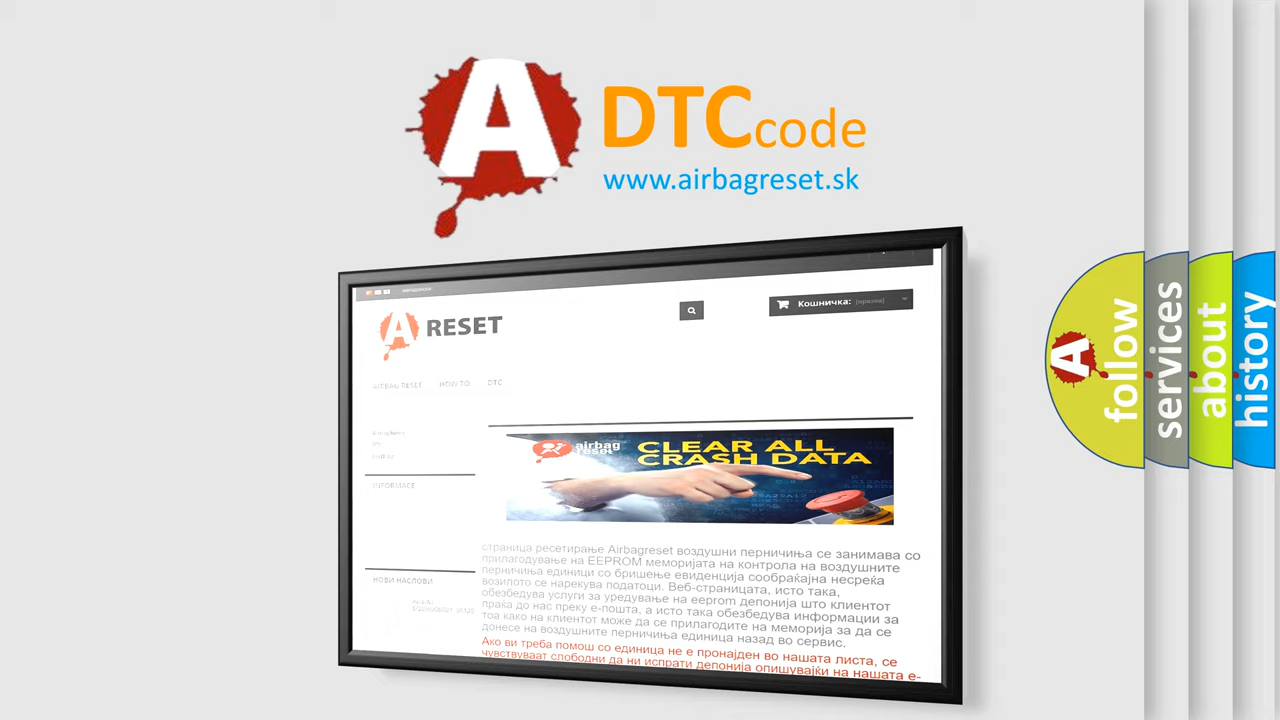 A
DTCcode
www.airbagreset.sk
A RESET
Кошничка: (празна)
AIRBAG RESET HOW TO DTC
INFORMACE
airbag
reset
CLEAR ALL
CRASH DATA
страница ресетирање Airbagreset воздушни перничиња се занимава со
прилагодување на EEPROM меморијата на контрола на воздушните
перничиња единици со бришење евиденција сообраќајна несреќа
возилото се нарекува податоци. Веб-страницата, исто така,
обезбедува услуги за уредување на eeprom депонија што клиентот
праќа до нас преку е-пошта, а исто така обезбедува информации за
тоа како на клиентот може да се прилагодите на меморија за да се
донесе на воздушните перничиња единица назад во сервис.
НОВИ НАСЛОВИ
Ако ви треба помош со единица не е пронајден во нашата листа, се
чувствуваат слободни да ни испрати депонија опишувајќи на нашата е-
A
follow
services
about
history